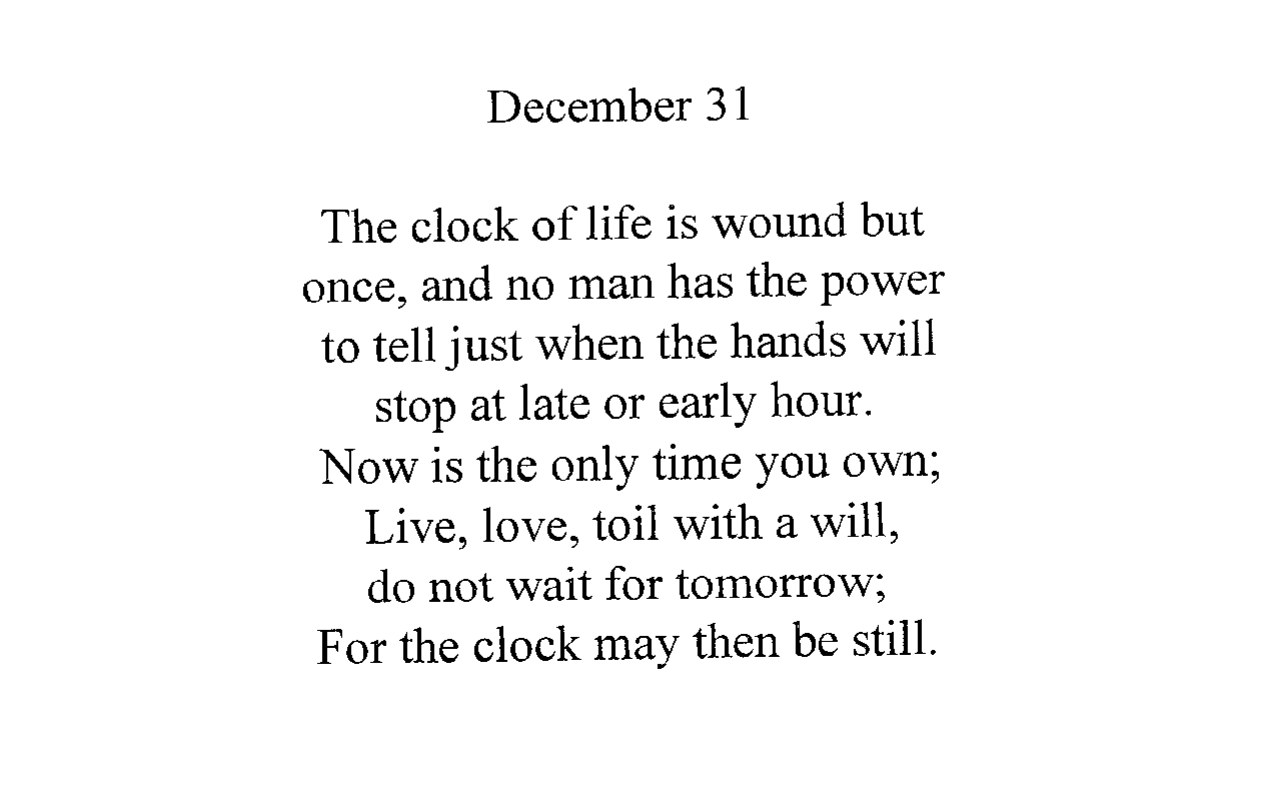 December 31
The clock of life is wound but
once, and no man has the power
to tell just when the hands will
stop at late or early hour.
Now is the only time you own;
Live, love, toil with a will,
do not wait for tomorrow;
For the clock may then be still.